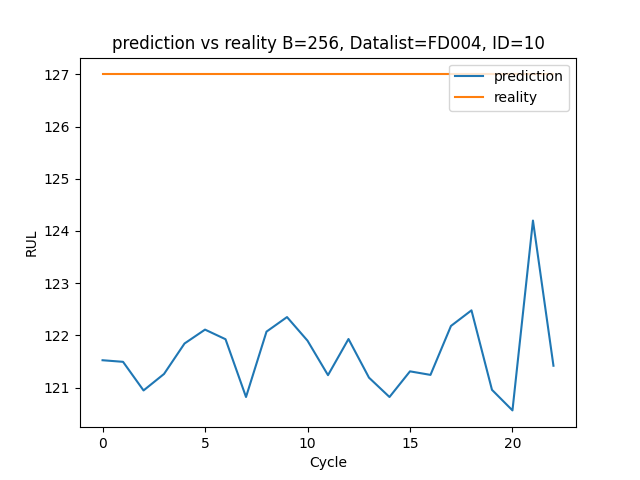 prediction vs reality B=256, Datalist=FD004, ID=10
127
126
125
124
123
122
121
RUL
prediction
reality
0
5
10
15
20
Cycle